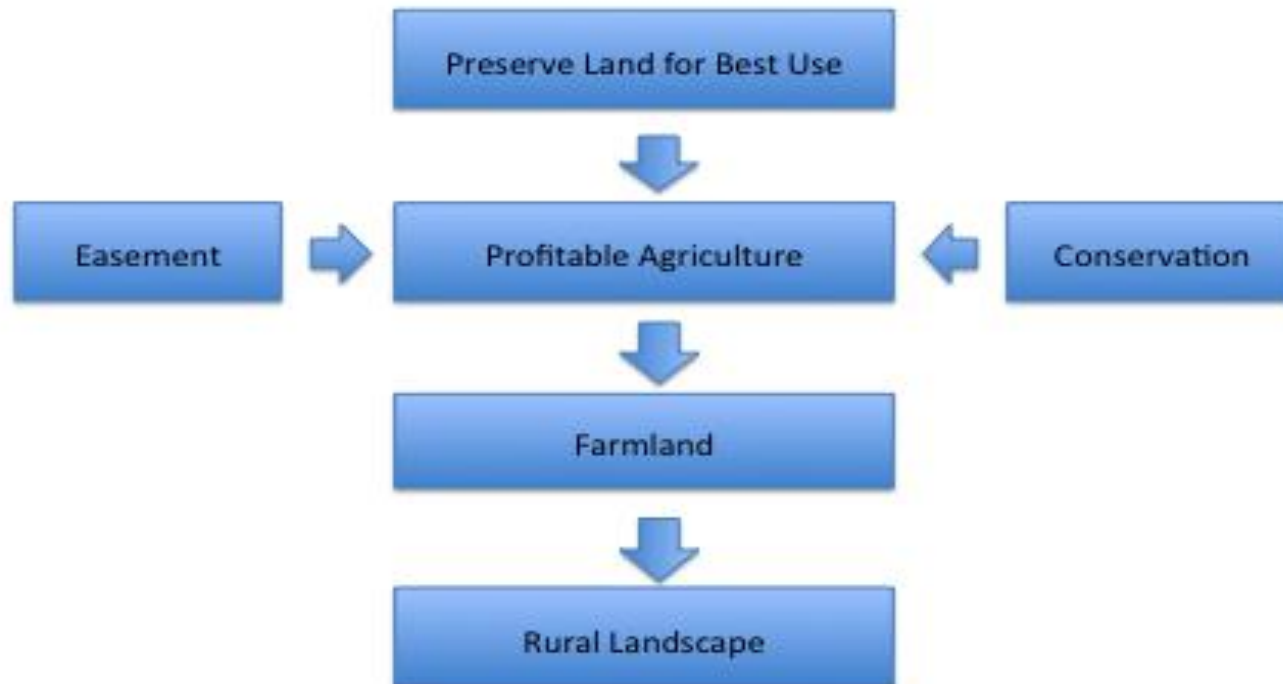 Preserve Land for Best Use
Easement
Profitable Agriculture
Conservation
Farmland
Rural Landscape